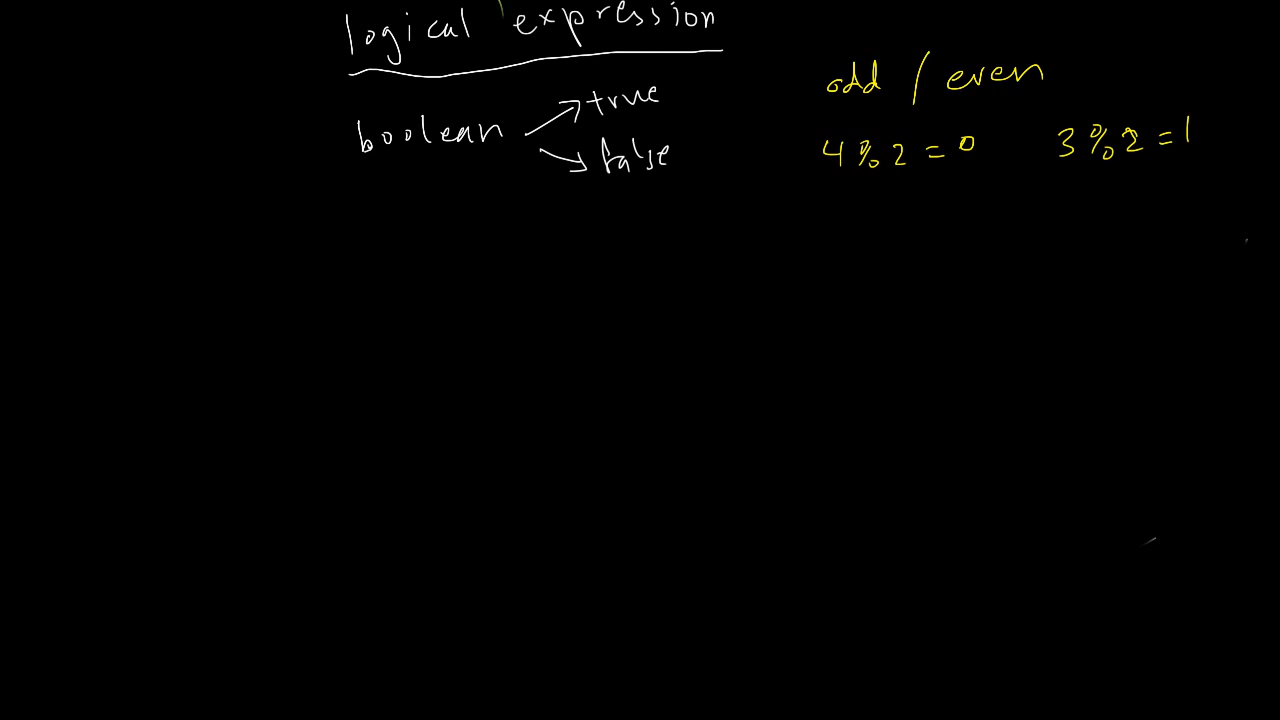 logical expression
boolean
true
false
odd / even
4 % 2 = 0
3 % 2 = 1